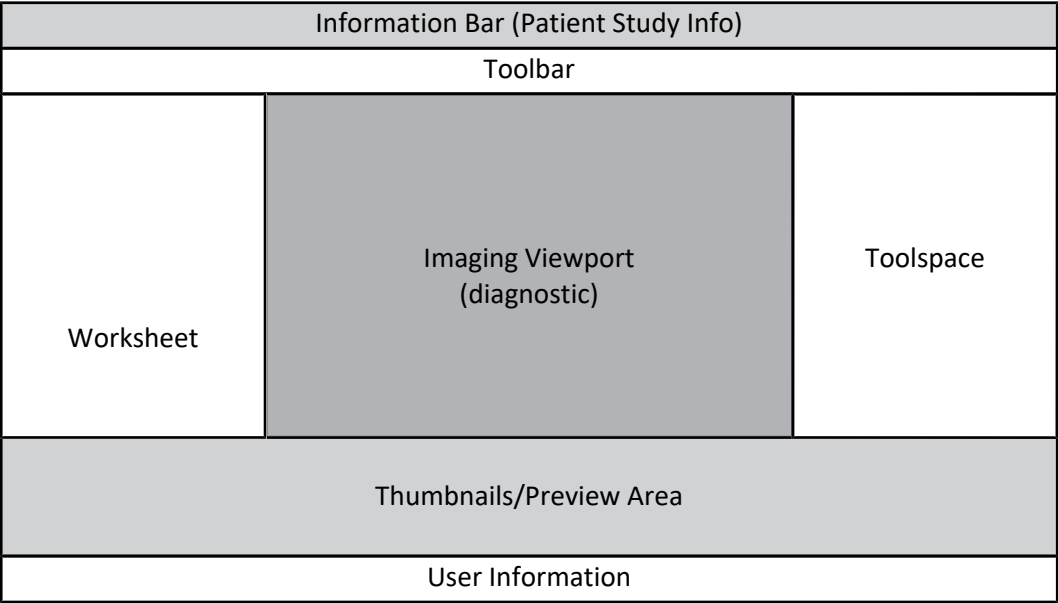 Information Bar (Patient Study Info)
Toolbar
Worksheet
Imaging Viewport
(diagnostic)
Toolspace
Thumbnails/Preview Area
User Information